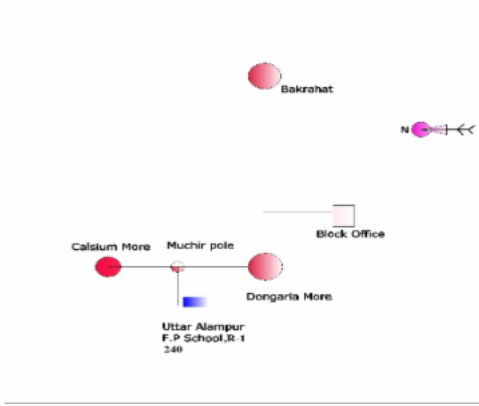 Bakrahat
N
Block Office
Calsium More
Muchir pole
Dongaria More
Uttar Alampur
F.P School,R-1
240